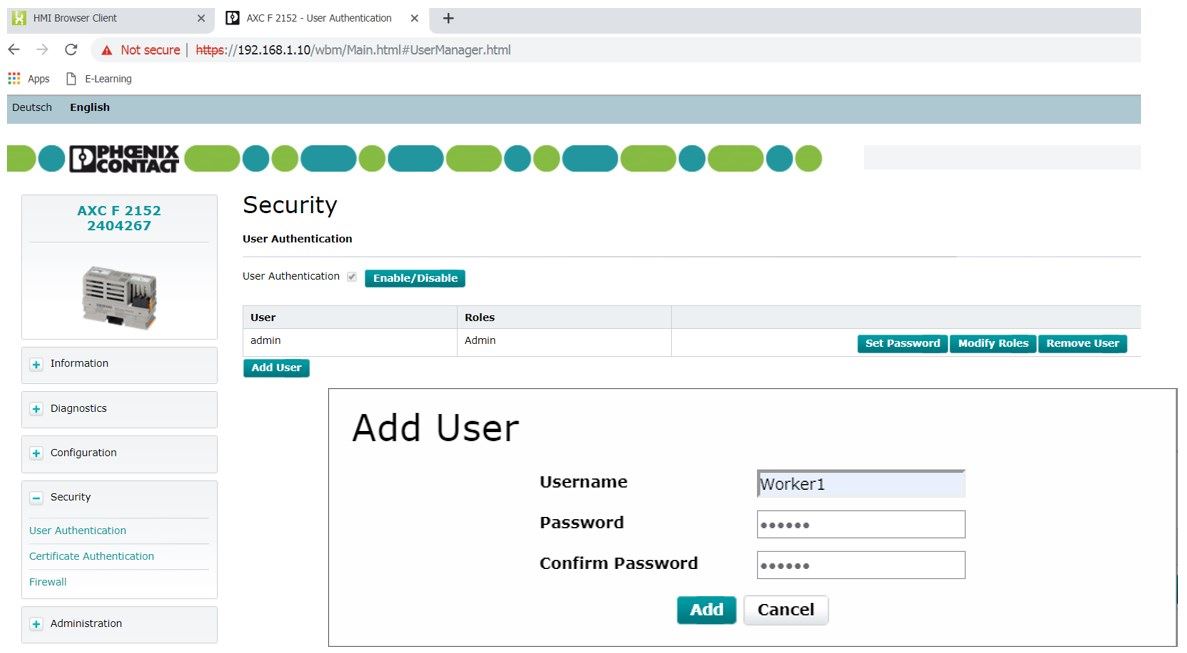 HMI Browser Client
AXC F 2152 - User Authentication
Not secure | https://192.168.1.10/wbm/Main.html#UserManager.html
Apps E-Learning
Deutsch English
PHŒNIX
CONTACT
AXC F 2152
2404267
Information
Diagnostics
Configuration
Security
User Authentication
Certificate Authentication
Firewall
Administration
Security
User Authentication
User Authentication Enable/Disable
User Roles
admin Admin Set Password Modify Roles Remove User
Add User
Add User
Username Worker1
Password ••••••
Confirm Password ••••••
Add Cancel